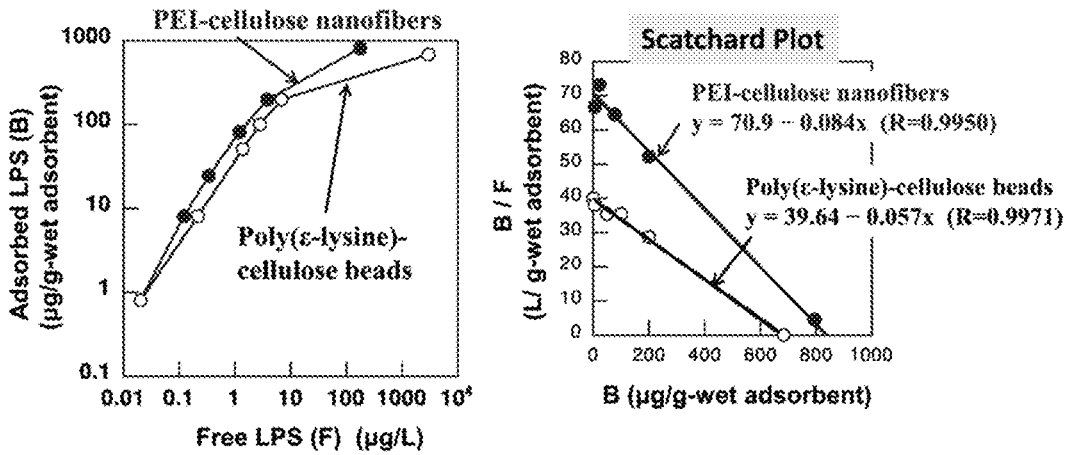 PEI-cellulose nanofibers
1000
100
10
1
0.1
Adsorbed LPS (B)
(µg/g-wet adsorbent)
Poly(ε-lysine)-
cellulose beads
0.01 0.1 1 10 100 1000 10⁴
Free LPS (F) (µg/L)
Scatchard Plot
80
70
60
50
40
30
20
10
0
B / F
(L/ g-wet adsorbent)
PEI-cellulose nanofibers
y = 70.9 − 0.084x (R=0.9950)
Poly(ε-lysine)-cellulose beads
y = 39.64 − 0.057x (R=0.9971)
0 200 400 600 800 1000
B (µg/g-wet adsorbent)